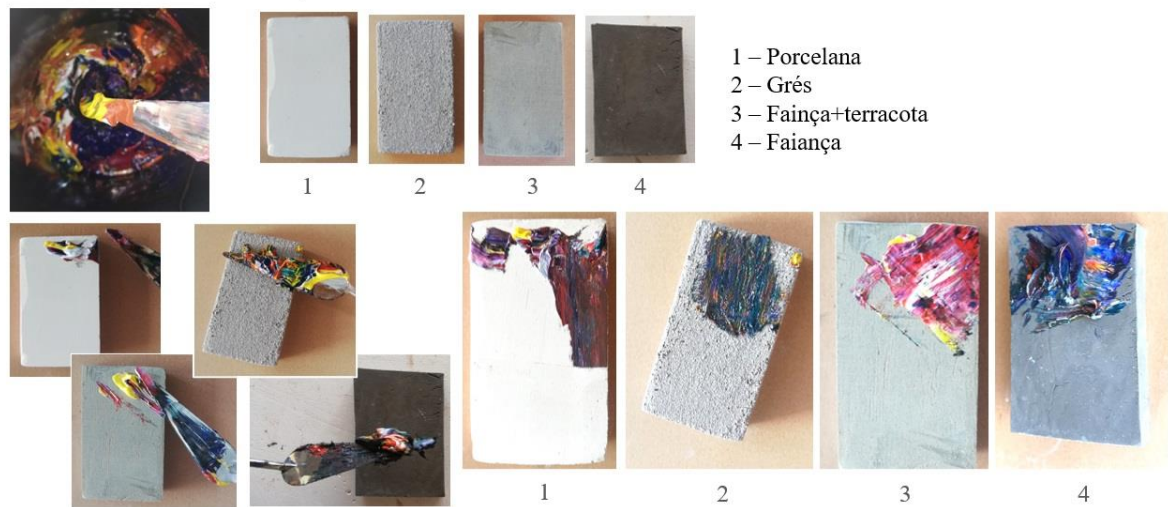 1 – Porcelana
2 – Grés
3 – Fainça+terracota
4 – Faiança
1 2 3 4
1 2 3 4